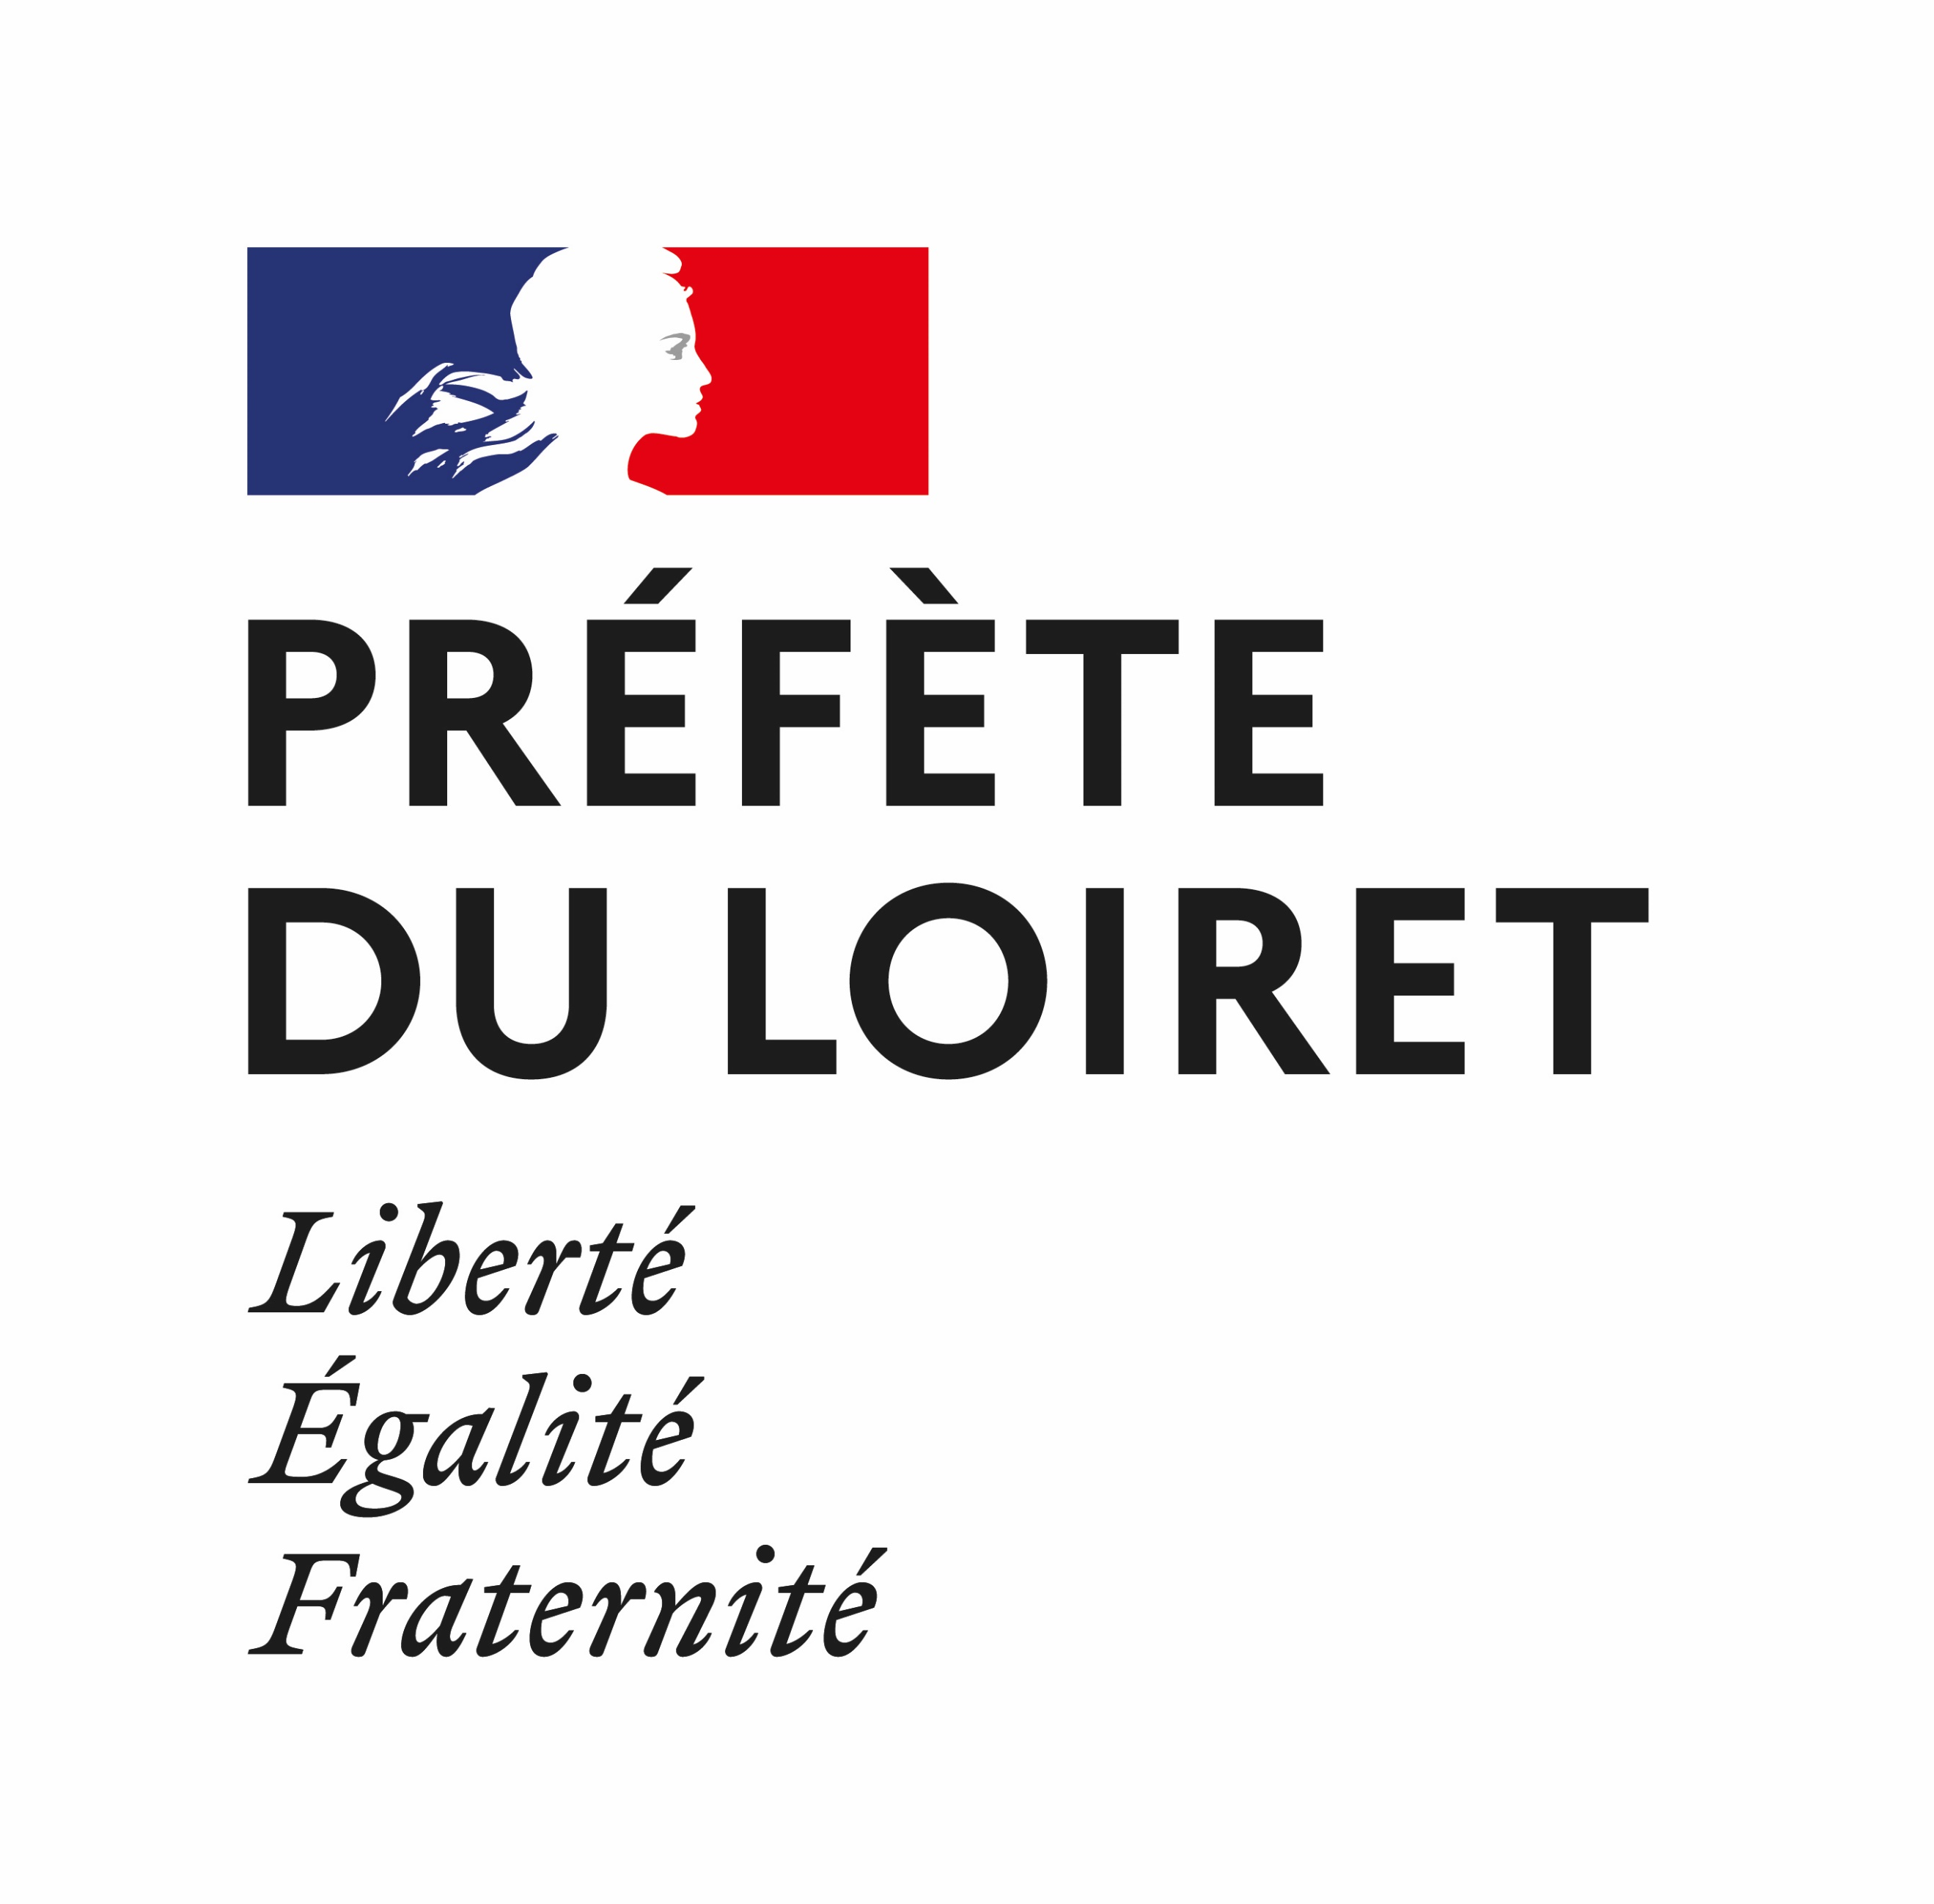 PRÉFÈTE
DU LOIRET
Liberté
Égalité
Fraternité